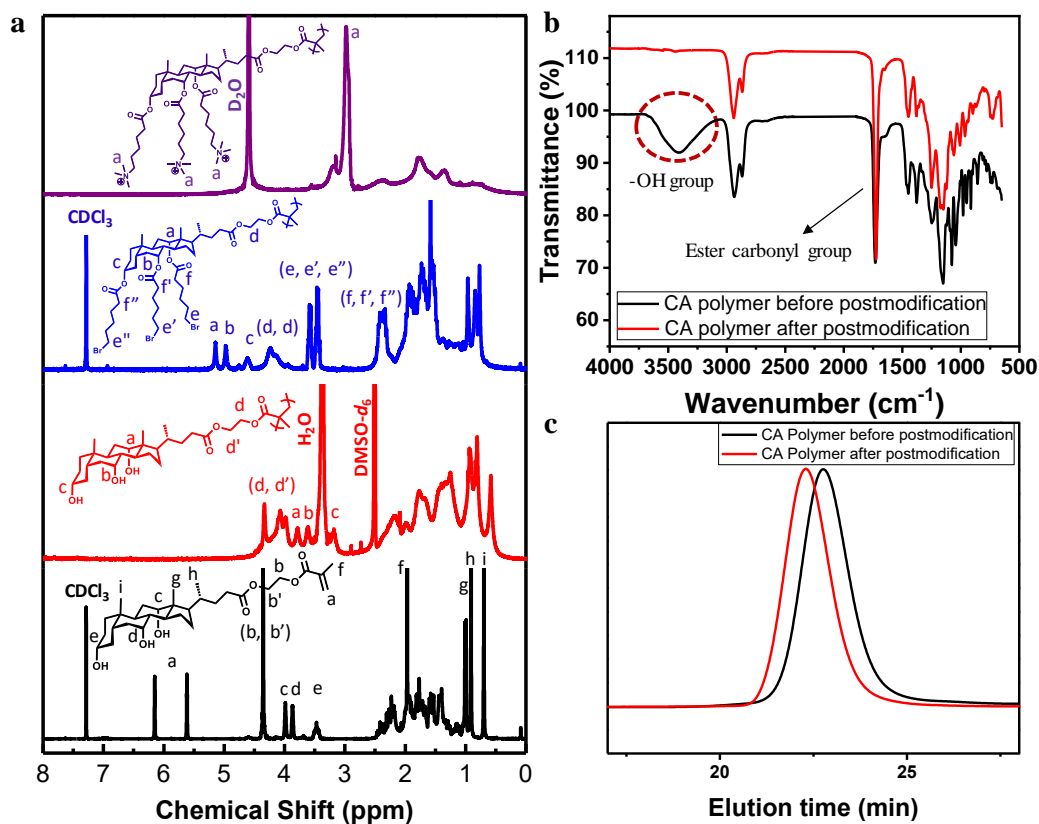 a
a
D₂O
O
O
O
O
O
O
O
O
O
O
a
N
⊕
a
N
⊕
a
N
⊕
a
CDCl₃
a
d
O
O
O
O
c
b
O
O
O
O
O
O
f'
f
f''
e
Br
e'
Br
Br
e''
a
b
c
(d, d)
(e, e’, e”)
(f, f’, f”)
d
O
O
O
O
d'
a
b
OH
OH
c
OH
(d, d’)
a
b
c
H₂O
DMSO-d₆
CDCl₃
i
g
h
O
O
O
O
b
b'
f
a
c
e
d
OH
OH
OH
a
(b, b’)
c
d
e
f
g
h
i
8 7 6 5 4 3 2 1 0
Chemical Shift (ppm)
b
Transmittance (%)
110
100
90
80
70
60
-OH group
Ester carbonyl group
CA polymer before postmodification
CA polymer after postmodification
4000 3500 3000 2500 2000 1500 1000 500
Wavenumber (cm⁻¹)
c
CA Polymer before postmodification
CA Polymer after postmodification
20 25
Elution time (min)